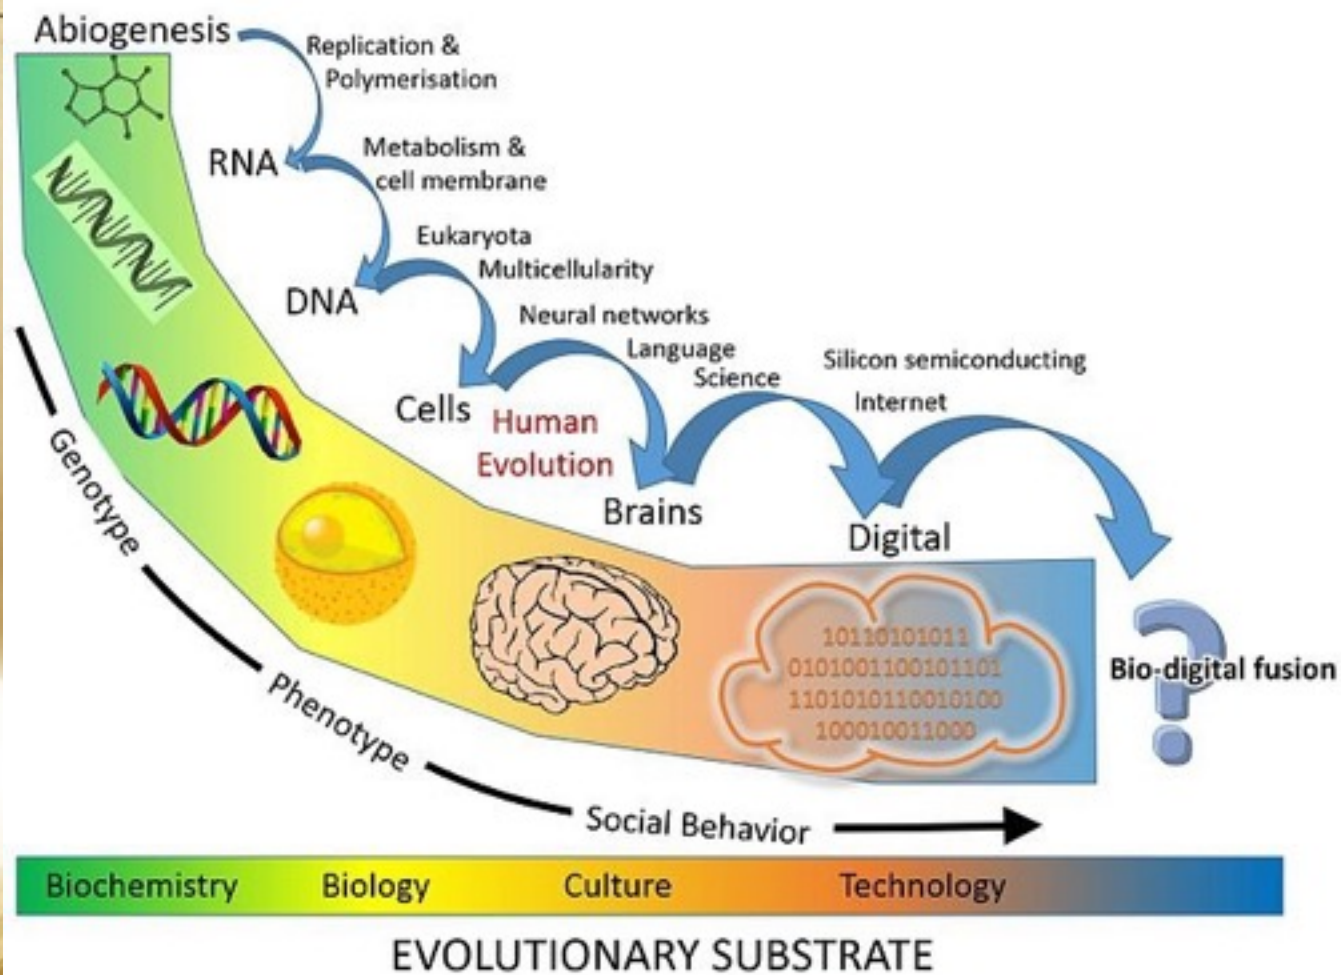 Abiogenesis
Replication &
Polymerisation
RNA
Metabolism &
cell membrane
Eukaryota
Multicellularity
DNA
Neural networks
Language
Science
Silicon semiconducting
Internet
Cells
Human
Evolution
Brains
Digital
Genotype
Phenotype
Social Behavior
10110101011
0101001100101101
1101010110010100
100010011000
Bio-digital fusion
?
Biochemistry
Biology
Culture
Technology
EVOLUTIONARY SUBSTRATE